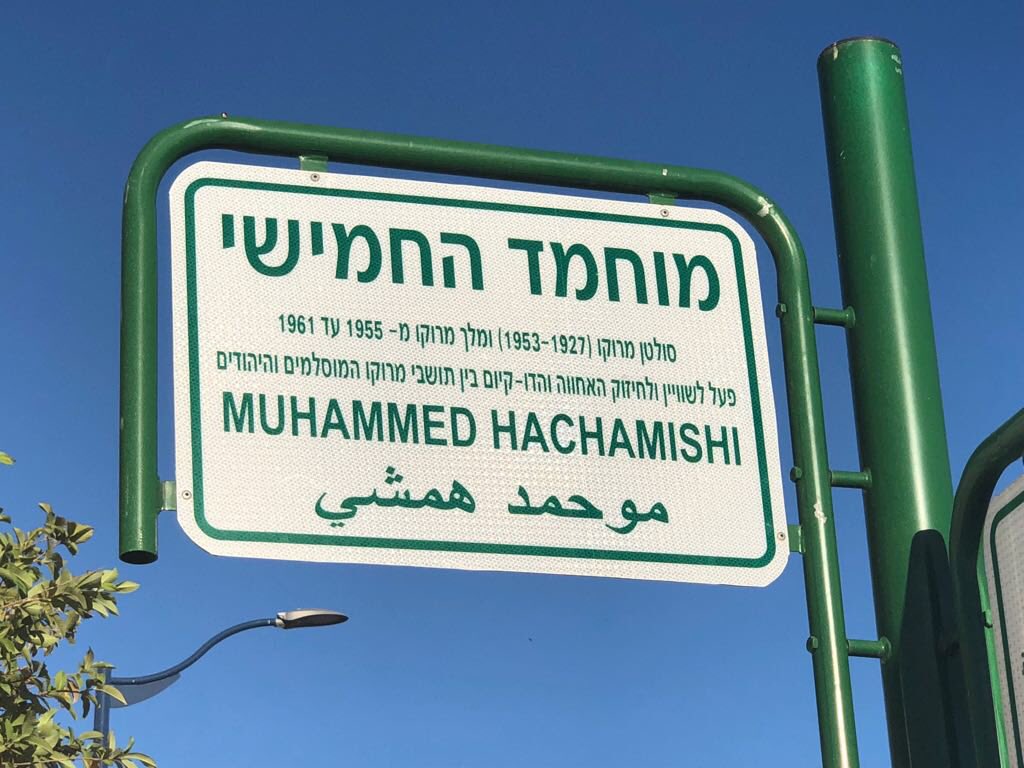 מוחמד החמישי
סולטן מרוקו (1953-1927) ומלך מרוקו מ- 1955 עד 1961
פעל לשוויין ולחיזוק האחווה והדו-קיום בין תושבי מרוקו המוסלמים והיהודים
MUHAMMED HACHAMISHI
موحمد همشي